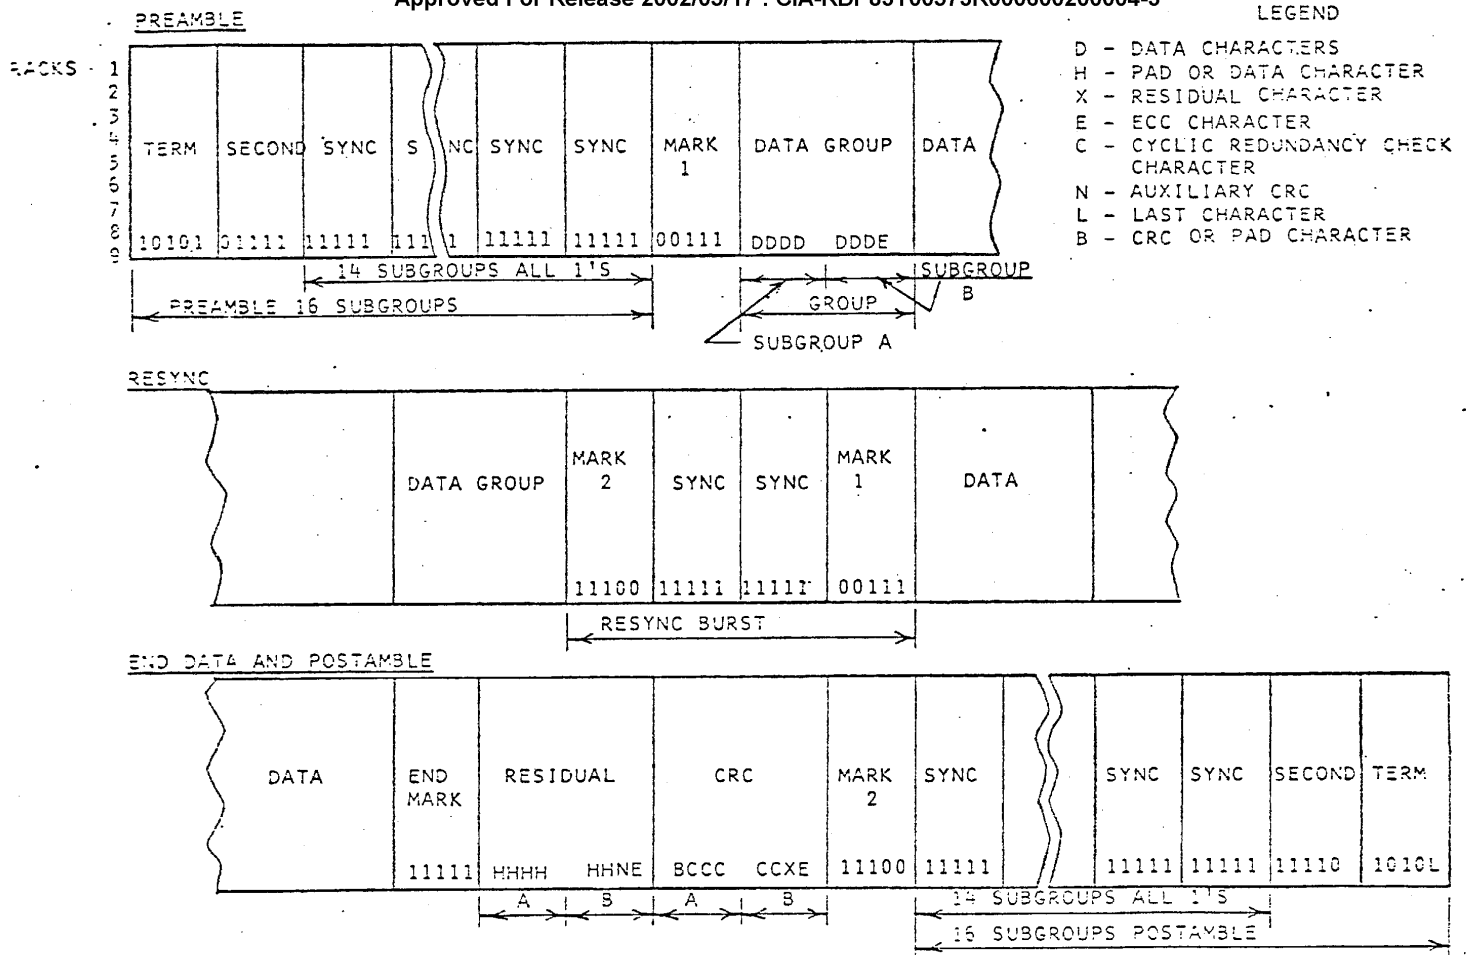 Approved For Release 2002/05/17 : CIA-RDP83T00573R000600200004-5
PREAMBLE
LEGEND
D - DATA CHARACTERS
H - PAD OR DATA CHARACTER
X - RESIDUAL CHARACTER
E - ECC CHARACTER
C - CYCLIC REDUNDANCY CHECK
CHARACTER
N - AUXILIARY CRC
L - LAST CHARACTER
B - CRC OR PAD CHARACTER
RACKS - 1
2
3
4
5
6
7
8
9
TERM SECOND SYNC S NC SYNC SYNC MARK DATA GROUP DATA
1
10101 01111 11111 111 1 11111 11111 00111 DDDD DDDE
14 SUBGROUPS ALL 1'S
SUBGROUP
B
PREAMBLE 16 SUBGROUPS
GROUP
SUBGROUP A
RESYNC
DATA GROUP MARK 2 SYNC SYNC MARK 1 DATA
11100 11111 11111 00111
RESYNC BURST
END DATA AND POSTAMBLE
DATA END MARK RESIDUAL CRC MARK 2 SYNC SYNC SYNC SECOND TERM
11111 HHHH HHNE BCCC CCXE 11100 11111 11111 11111 11110 1010L
A B A B
14 SUBGROUPS ALL 1'S
16 SUBGROUPS POSTAMBLE